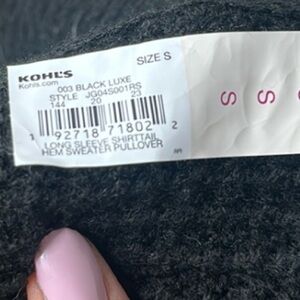 KOHL'S
Kohls.com
SIZE S
003 BLACK LUXE
STYLE JG04S001RS
144 20 23
1 92718 71802 2
LONG SLEEVE SHIRTTAIL
HEM SWEATER PULLOVER
S S